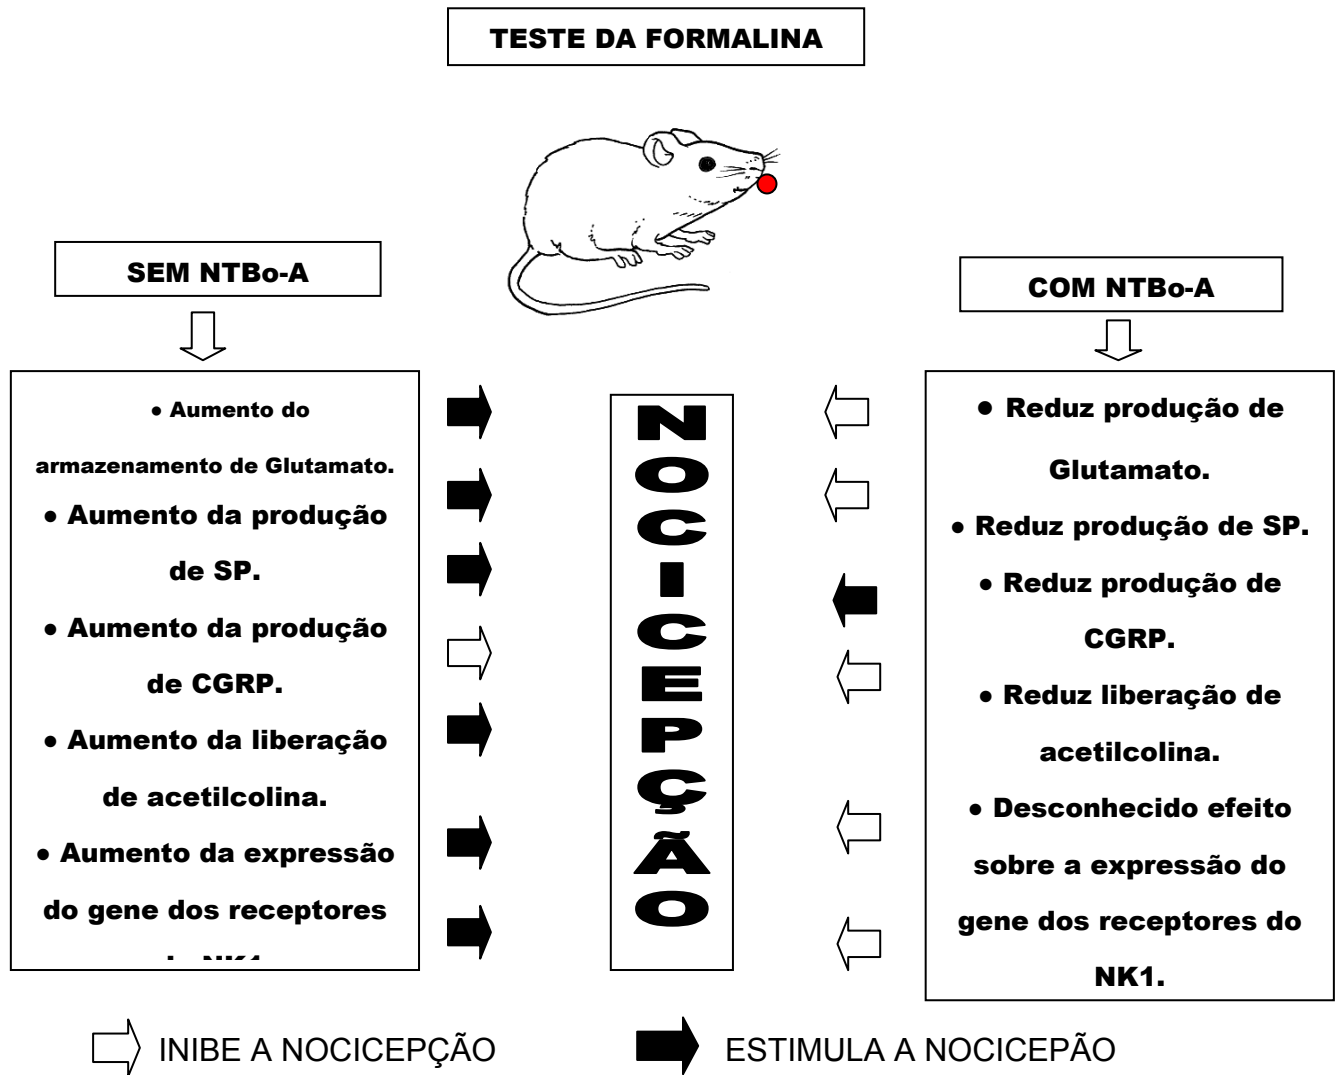 TESTE DA FORMALINA
SEM NTBo-A
• Aumento do
armazenamento de Glutamato.
• Aumento da produção
de SP.
• Aumento da produção
de CGRP.
• Aumento da liberação
de acetilcolina.
• Aumento da expressão
do gene dos receptores
NOCICEPÇÃO
COM NTBo-A
• Reduz produção de
Glutamato.
• Reduz produção de SP.
• Reduz produção de
CGRP.
• Reduz liberação de
acetilcolina.
• Desconhecido efeito
sobre a expressão do
gene dos receptores do
NK1.
INIBE A NOCICEPÇÃO
ESTIMULA A NOCICEPÃO